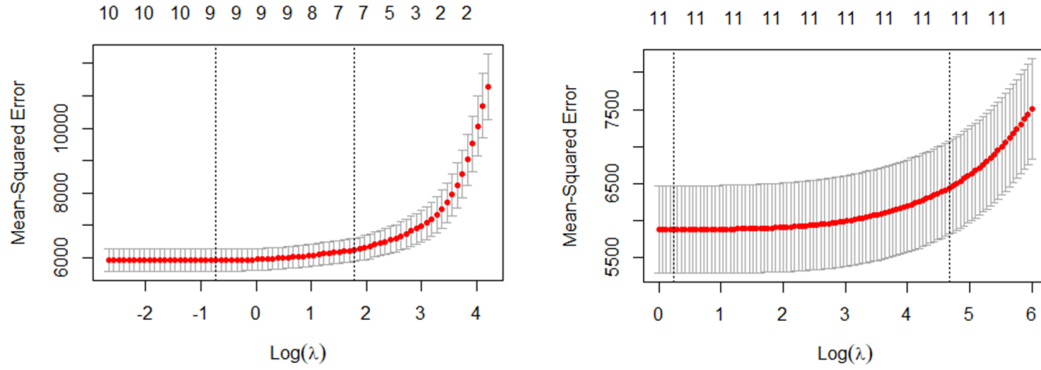 10 10 10 9 9 9 9 8 7 7 5 3 2 2
Mean-Squared Error
6000 8000 10000
-2 -1 0 1 2 3 4
Log(λ)
11 11 11 11 11 11 11 11 11 11
Mean-Squared Error
5500 6500 7500
0 1 2 3 4 5 6
Log(λ)